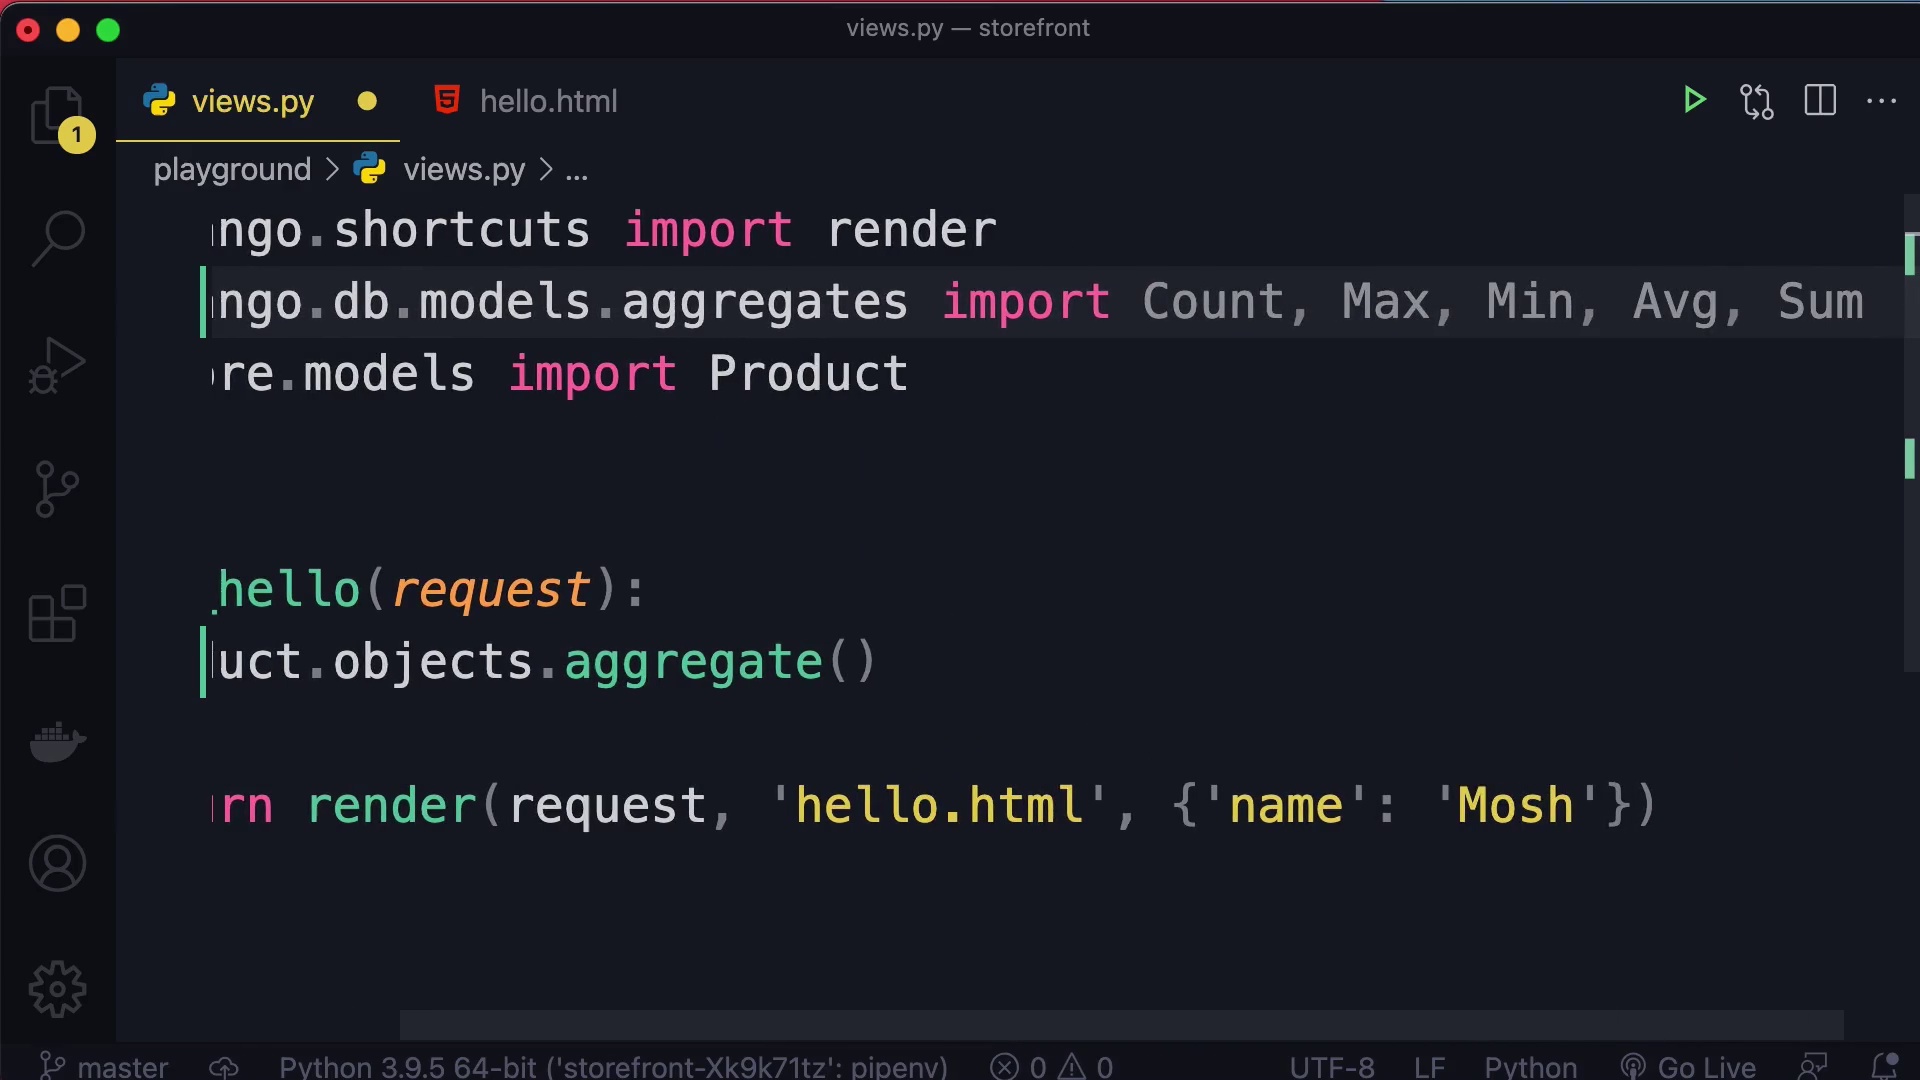 views.py — storefront
views.py hello.html
1
playground > views.py > ...
ngo.shortcuts import render
ngo.db.models.aggregates import Count, Max, Min, Avg, Sum
re.models import Product
_hello(request):
uct.objects.aggregate()
rn render(request, 'hello.html', {'name': 'Mosh'})
master Python 3.9.5 64-bit ('storefront-Xk9k71tz': pipenv) 0 0 UTF-8 LF Python Go Live